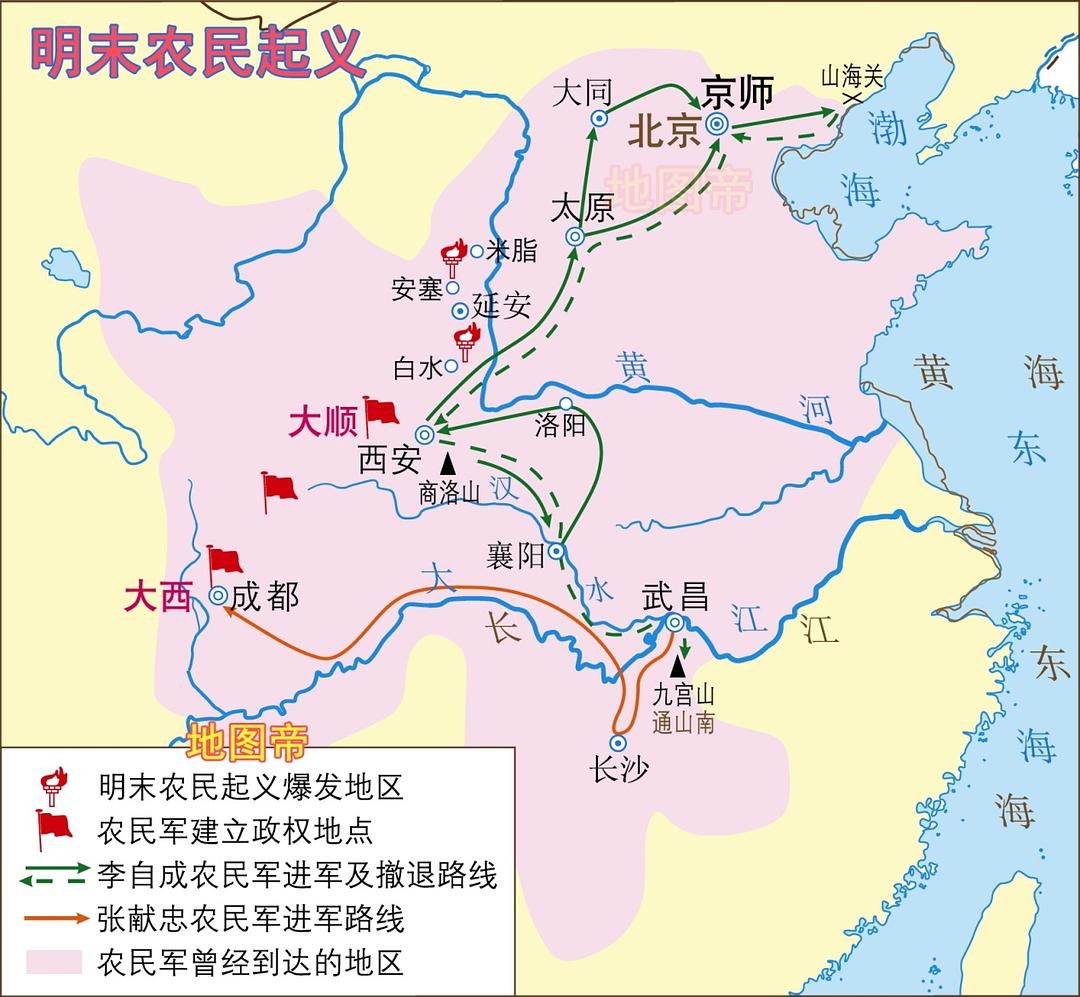 明末农民起义
大同
京师
北京
山海关
渤
海
地图帝
太原
米脂
安塞
延安
白水
黄
河
黄
海
东
大顺
西安
洛阳
商洛山
汉
水
襄阳
大西
成都
大
江
长
江
武昌
九宫山
通山南
长沙
东
海
海
地图帝
明末农民起义爆发地区
农民军建立政权地点
李自成农民军进军及撤退路线
张献忠农民军进军路线
农民军曾经到达的地区